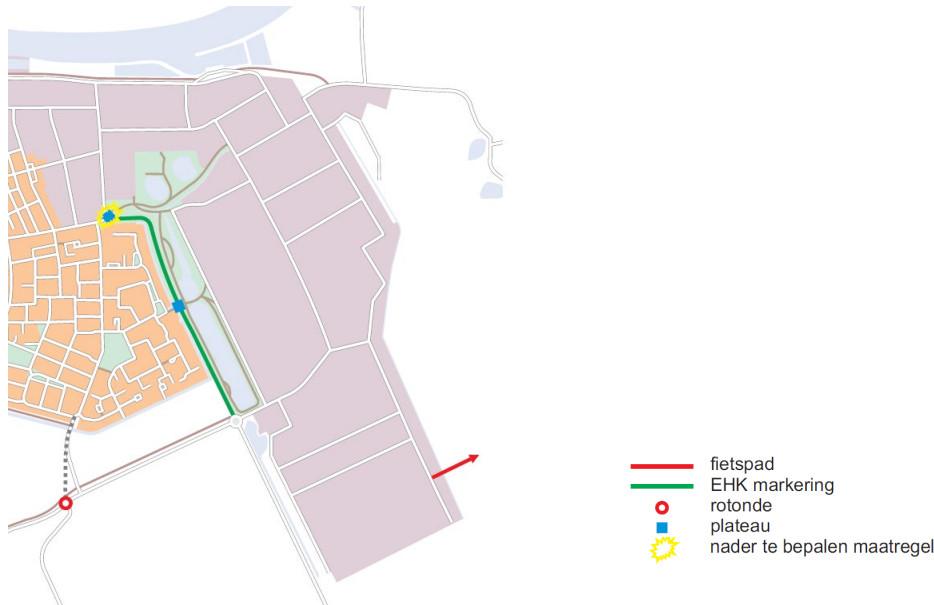 fietspad
EHK markering
rotonde
plateau
nader te bepalen maatregel